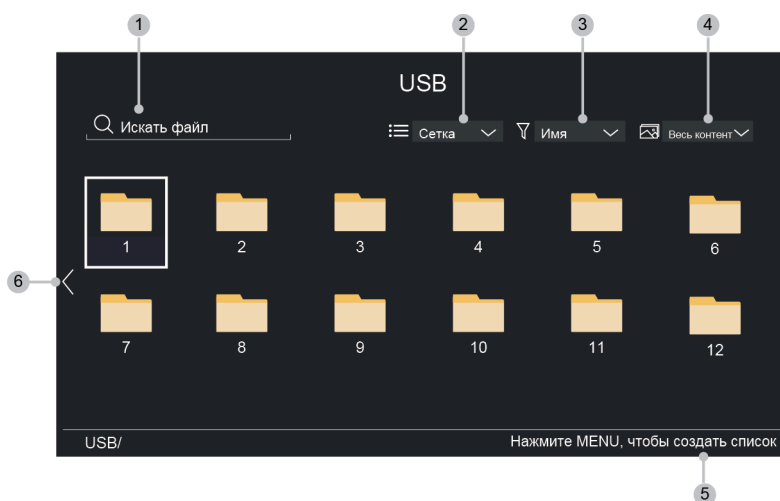 1 2 3 4
USB
Искать файл Сетка Имя Весь контент
1 2 3 4 5 6
6
7 8 9 10 11 12
USB/ Нажмите MENU, чтобы создать список
5